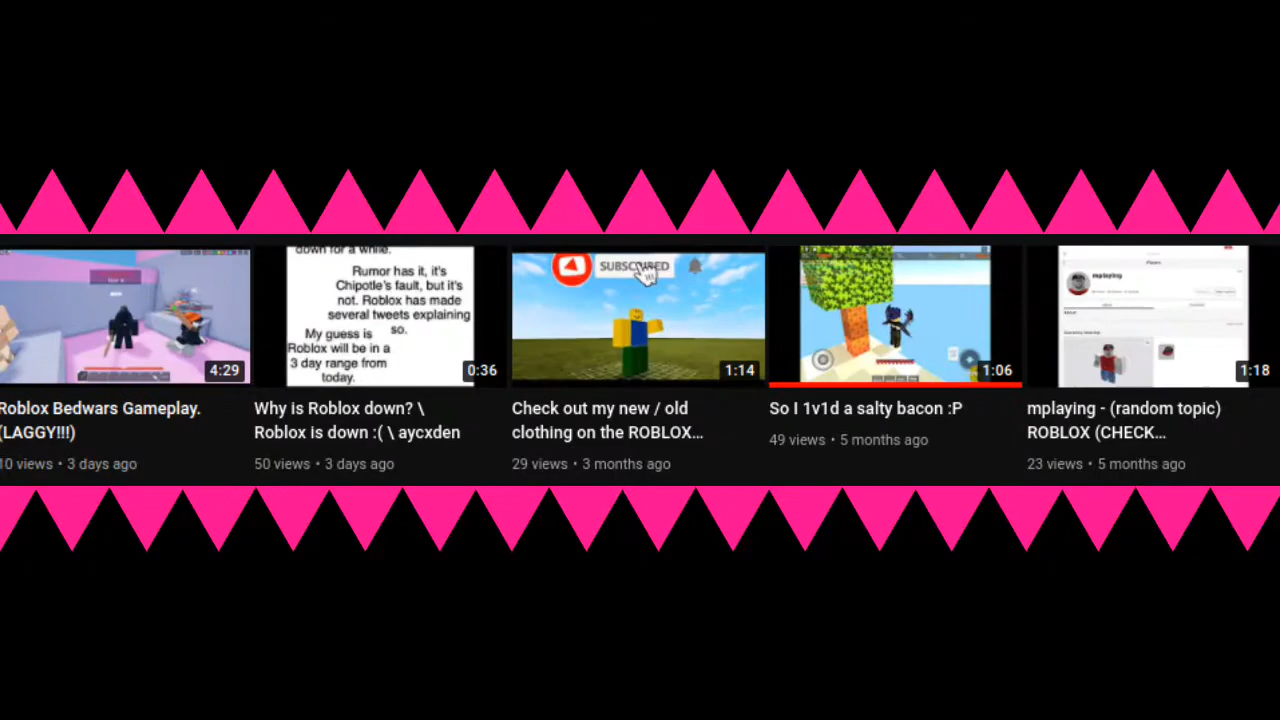 down for a while.
Rumor has it, it's
Chipotle's fault, but it's
not. Roblox has made
several tweets explaining
so.
My guess is
Roblox will be in a
3 day range from
today.
SUBSCRIBED
mplaying
4:29
0:36
1:14
1:06
1:18
Roblox Bedwars Gameplay.
(LAGGY!!!)
10 views • 3 days ago
Why is Roblox down? \
Roblox is down :( \ aycxden
50 views • 3 days ago
Check out my new / old
clothing on the ROBLOX...
29 views • 3 months ago
So I 1v1d a salty bacon :P
49 views • 5 months ago
mplaying - (random topic)
ROBLOX (CHECK...
23 views • 5 months ago